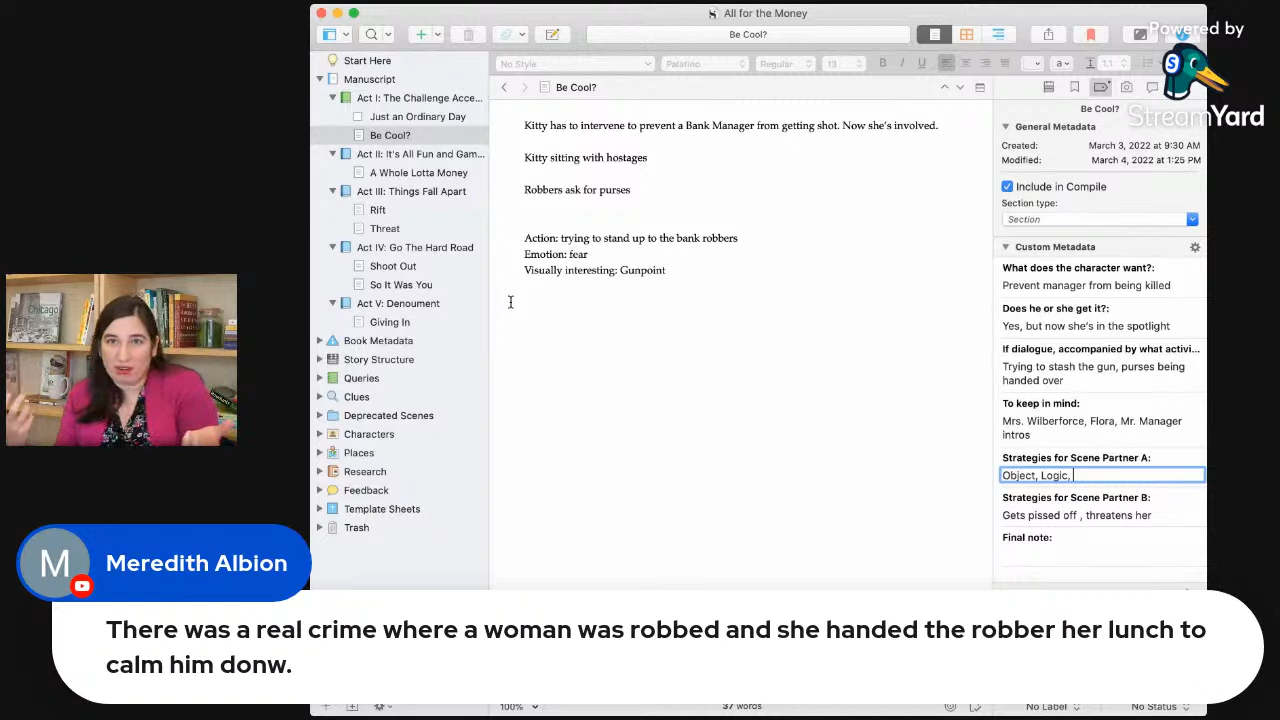 All for the Money
Be Cool?
Powered by
StreamYard
No Style
Palatino
Regular
13
B I U
a
1.1
Start Here
Manuscript
Act I: The Challenge Acce...
Just an Ordinary Day
Be Cool?
Act II: It's All Fun and Gam...
A Whole Lotta Money
Act III: Things Fall Apart
Rift
Threat
Act IV: Go The Hard Road
Shoot Out
So It Was You
Act V: Denoument
Giving In
Book Metadata
Story Structure
Queries
Clues
Deprecated Scenes
Characters
Places
Research
Feedback
Template Sheets
Trash
Be Cool?
Kitty has to intervene to prevent a Bank Manager from getting shot. Now she's involved.
Kitty sitting with hostages
Robbers ask for purses
Action: trying to stand up to the bank robbers
Emotion: fear
Visually interesting: Gunpoint
Be Cool?
General Metadata
Created: March 3, 2022 at 9:30 AM
Modified: March 4, 2022 at 1:25 PM
Include in Compile
Section type:
Section
Custom Metadata
What does the character want?:
Prevent manager from being killed
Does he or she get it?:
Yes, but now she's in the spotlight
If dialogue, accompanied by what activi...
Trying to stash the gun, purses being
handed over
To keep in mind:
Mrs. Wilberforce, Flora, Mr. Manager
intros
Strategies for Scene Partner A:
Object, Logic,
Strategies for Scene Partner B:
Gets pissed off , threatens her
Final note:
Chicago
M
Meredith Albion
There was a real crime where a woman was robbed and she handed the robber her lunch to
calm him donw.
100%
37 words
No Label
No Status